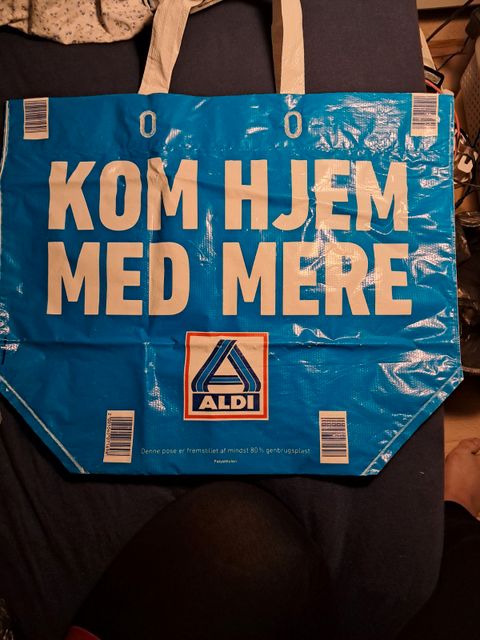 KOM HJEM
MED MERE
ALDI
Denne pose er fremstillet af mindst 80% genbrugsplast